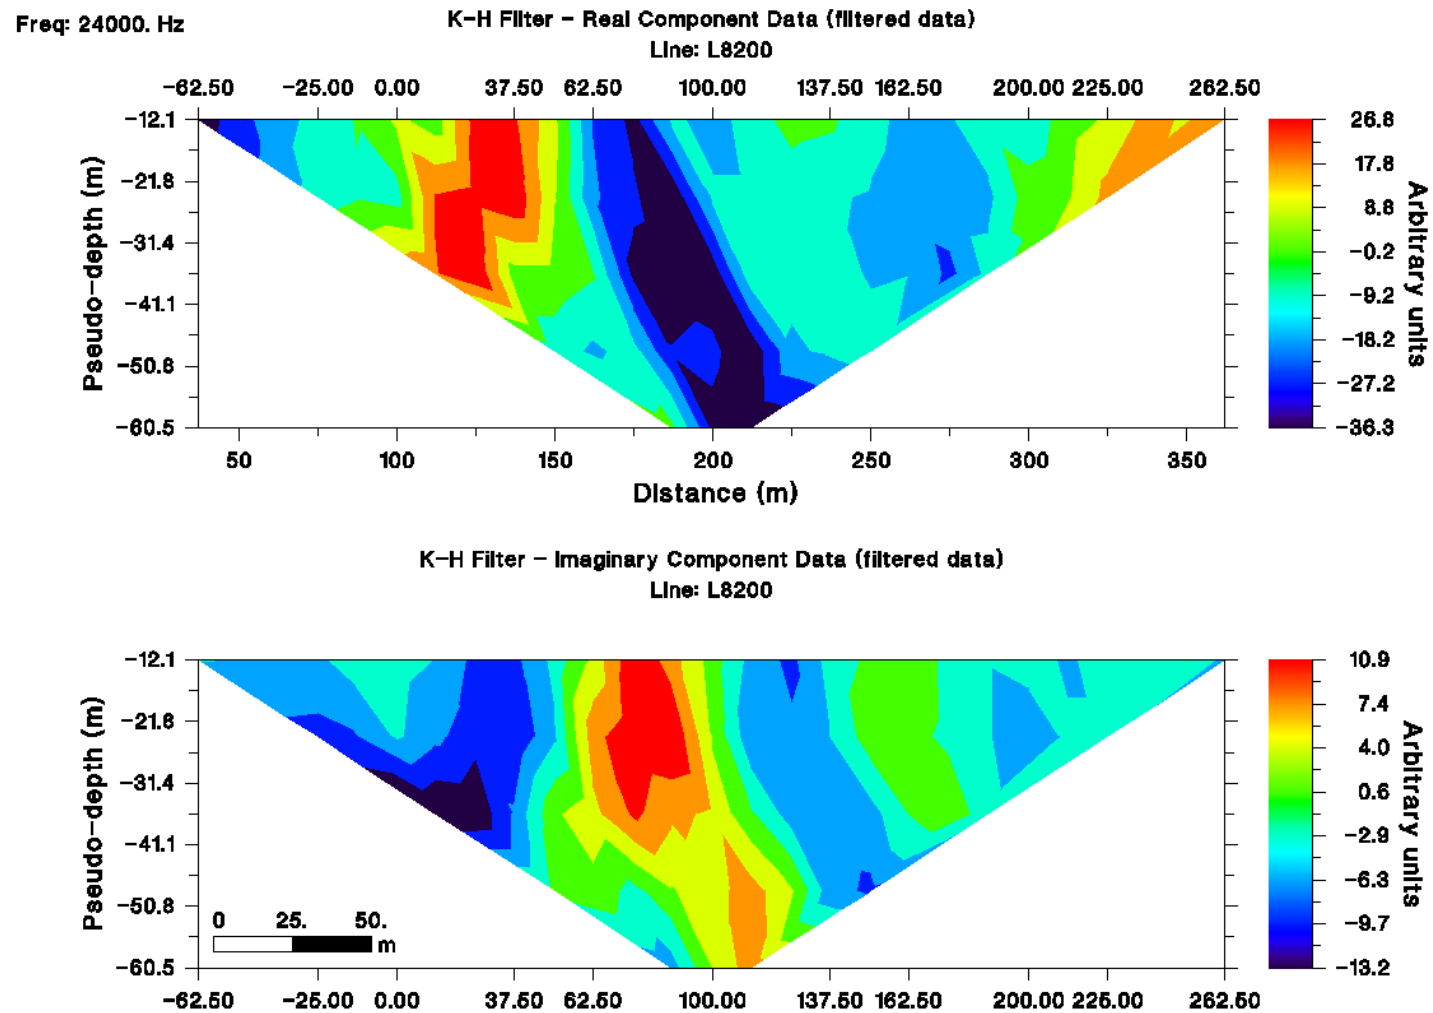 Freq: 24000. Hz
K-H Filter - Real Component Data (filtered data)
Line: L8200
-62.50 -25.00 0.00 37.50 62.50 100.00 137.50 162.50 200.00 225.00 262.50
Pseudo-depth (m)
-12.1
-21.8
-31.4
-41.1
-50.8
-60.5
26.8
17.8
8.8
-0.2
-9.2
-18.2
-27.2
-36.3
Arbitrary units
50 100 150 200 250 300 350
Distance (m)
K-H Filter - Imaginary Component Data (filtered data)
Line: L8200
Pseudo-depth (m)
-12.1
-21.8
-31.4
-41.1
-50.8
-60.5
0 25. 50.
m
10.9
7.4
4.0
0.6
-2.9
-6.3
-9.7
-13.2
Arbitrary units
-62.50 -25.00 0.00 37.50 62.50 100.00 137.50 162.50 200.00 225.00 262.50